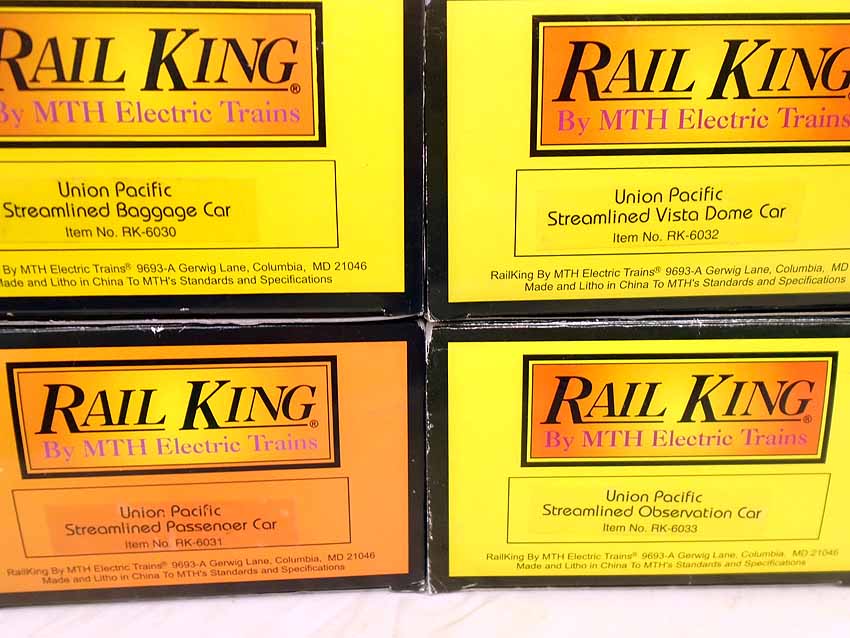 RAIL KING®
By MTH Electric Trains
Union Pacific
Streamlined Baggage Car
Item No. RK-6030
By MTH Electric Trains® 9693-A Gerwig Lane, Columbia, MD 21046
Made and Litho in China To MTH's Standards and Specifications
RAIL KING®
By MTH Electric Trains
Union Pacific
Streamlined Vista Dome Car
Item No. RK-6032
RailKing By MTH Electric Trains® 9693-A Gerwig Lane, Columbia, MD
Made and Litho in China To MTH's Standards and Specifications
RAIL KING®
By MTH Electric Trains
Union Pacific
Streamlined Passenger Car
Item No. RK-6031
RailKing By MTH Electric Trains® 9693-A Gerwig Lane, Columbia, MD 21046
Made and Litho in China To MTH's Standards and Specifications
RAIL KING®
By MTH Electric Trains
Union Pacific
Streamlined Observation Car
Item No. RK-6033
RailKing By MTH Electric Trains® 9693-A Gerwig Lane, Columbia, MD 21046
Made and Litho in China To MTH's Standards and Specifications